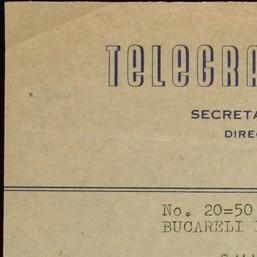 TELEGRA
SECRETA
DIREC
No. 20=50
BUCARELI